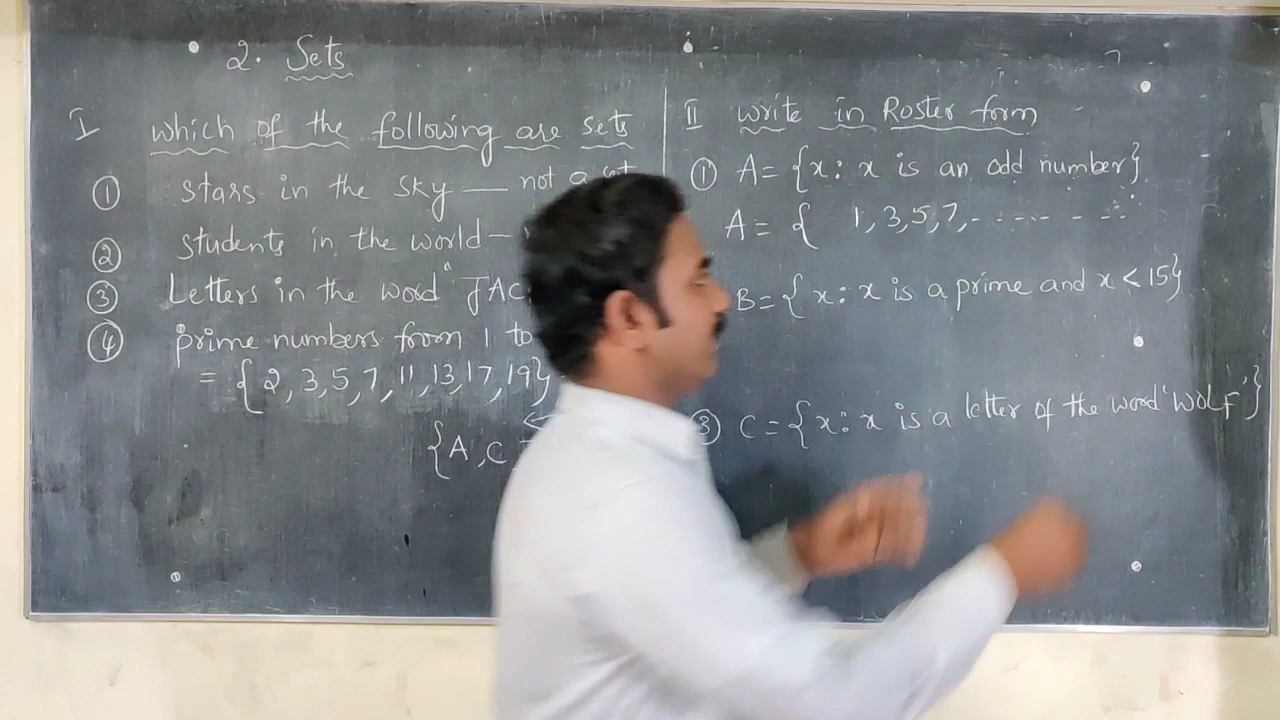 2. Sets
I which of the following are sets
① stars in the sky — not a set
② students in the world —
③ Letters in the word "JAC
④ prime numbers from 1 to
= {2, 3, 5, 7, 11, 13, 17, 19}
{A, C
II write in Roster form
① A = {x: x is an odd number}
A = { 1, 3, 5, 7, - - - - - - -
B = {x: x is a prime and x < 15}
③ C = {x: x is a letter of the word 'WOLF'}